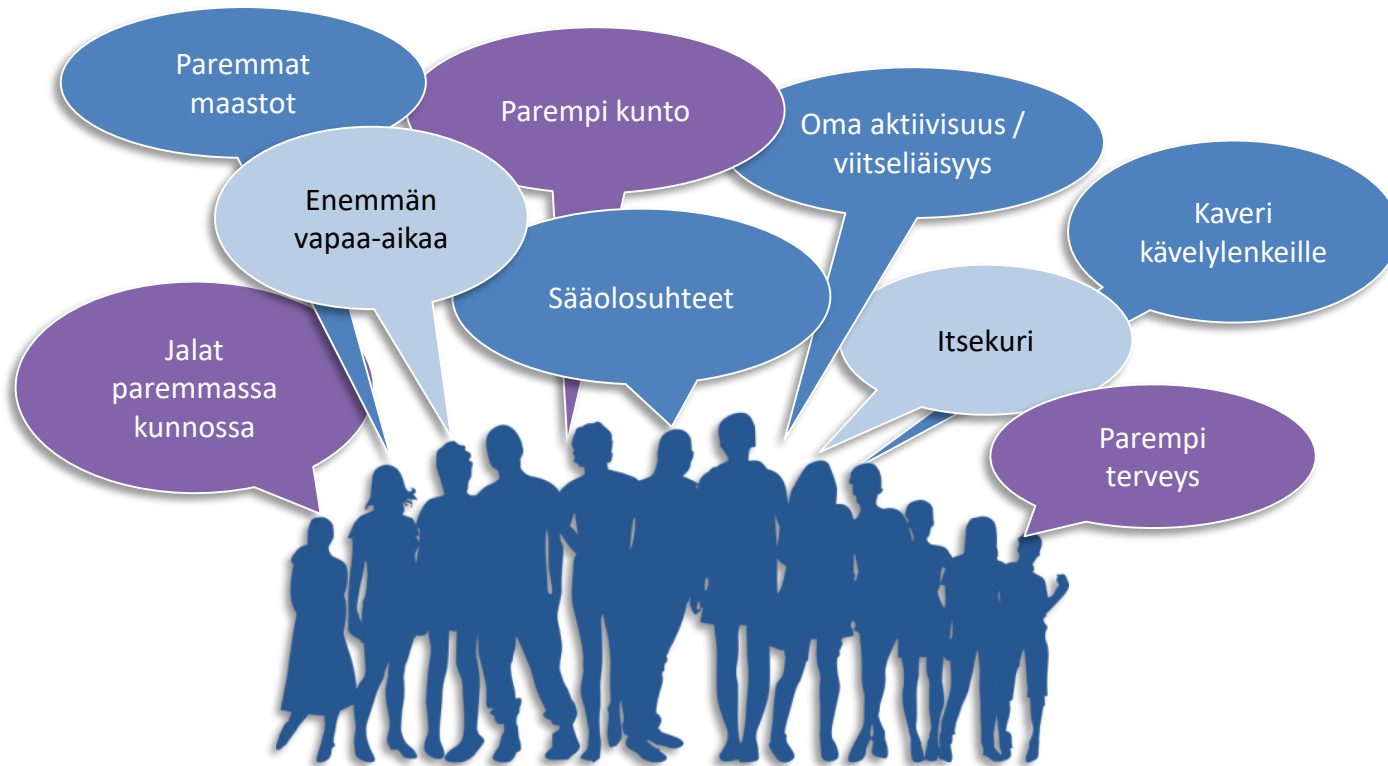 Paremmat
maastot
Parempi kunto
Oma aktiivisuus /
viitseliäisyys
Enemmän
vapaa-aikaa
Kaveri
kävelylenkeille
Sääolosuhteet
Itsekuri
Jalat
paremmassa
kunnossa
Parempi
terveys